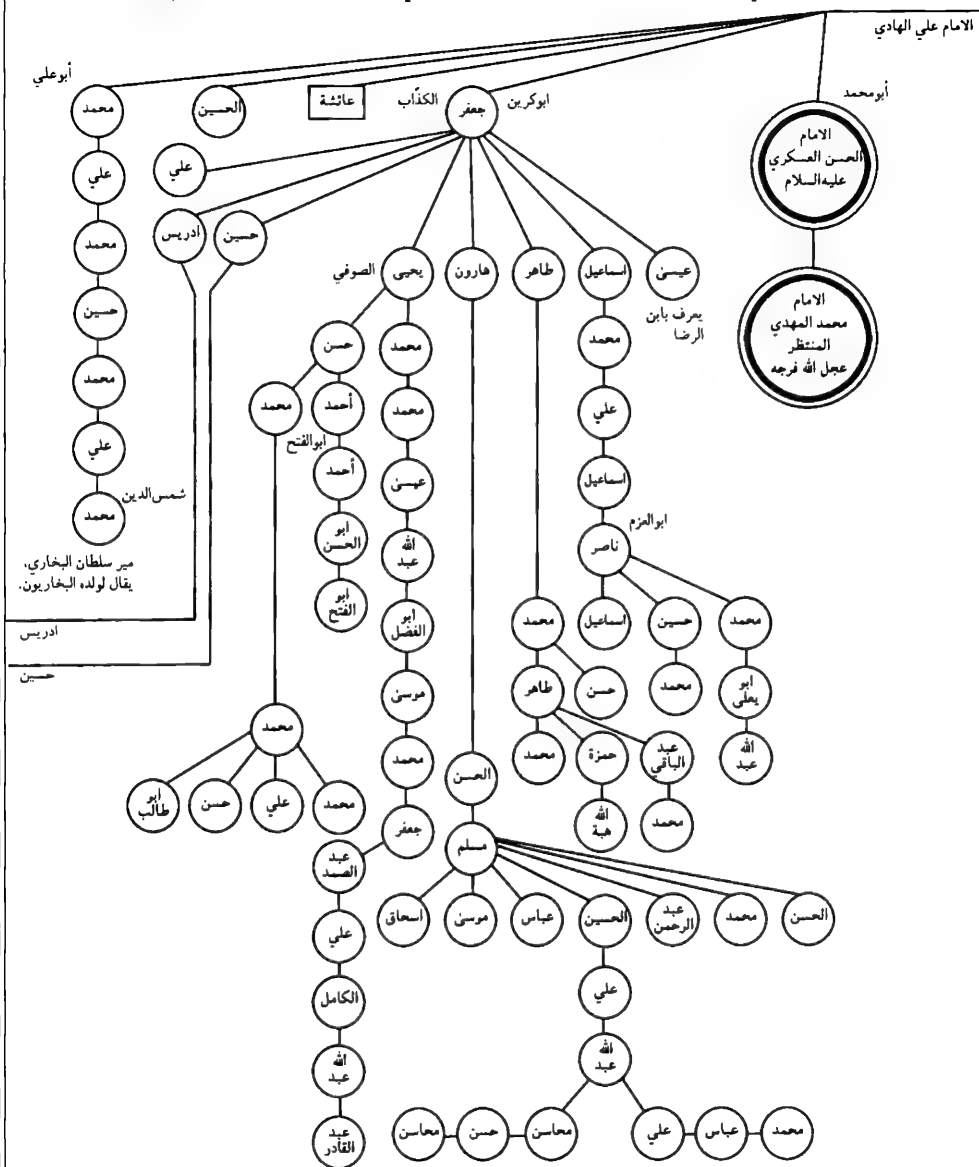 الامام علي الهادي
أبوعلي
أبومحمد
محمد
الحسين
عائشة
الكذّاب
جعفر
ابوكرين
الامام
الحسن العسكري
عليه‌السلام
علي
علي
ادريس
حسين
محمد
الصوفي
يحيى
هارون
طاهر
اسماعيل
عيسىٰ
يعرف بابن
الرضا
الامام
محمد المهدي
المنتظر
عجل الله فرجه
حسين
حسن
محمد
محمد
محمد
محمد
أحمد
ابوالفتح
محمد
علي
علي
أحمد
عيسىٰ
اسماعيل
شمس‌الدين
محمد
ابو
الحسن
الله
عبد
ابوالعزم
ناصر
مير سلطان البخاري،
يقال لولده البخاريون.
ابو
الفتح
ابو
الفضل
محمد
اسماعيل
حسين
محمد
ادريس
حسين
موسىٰ
طاهر
حسن
محمد
ابو
يعلى
محمد
محمد
الحسن
محمد
حمزة
عبد
الباقي
الله
عبد
ابو
طالب
حسن
علي
محمد
جعفر
مسلم
الله
هبة
محمد
عبد
الصمد
علي
اسحاق
موسىٰ
عباس
الحسين
عبد
الرحمن
محمد
الحسن
الكامل
علي
الله
عبد
الله
عبد
عبد
القادر
محاسن
حسن
محاسن
علي
عباس
محمد